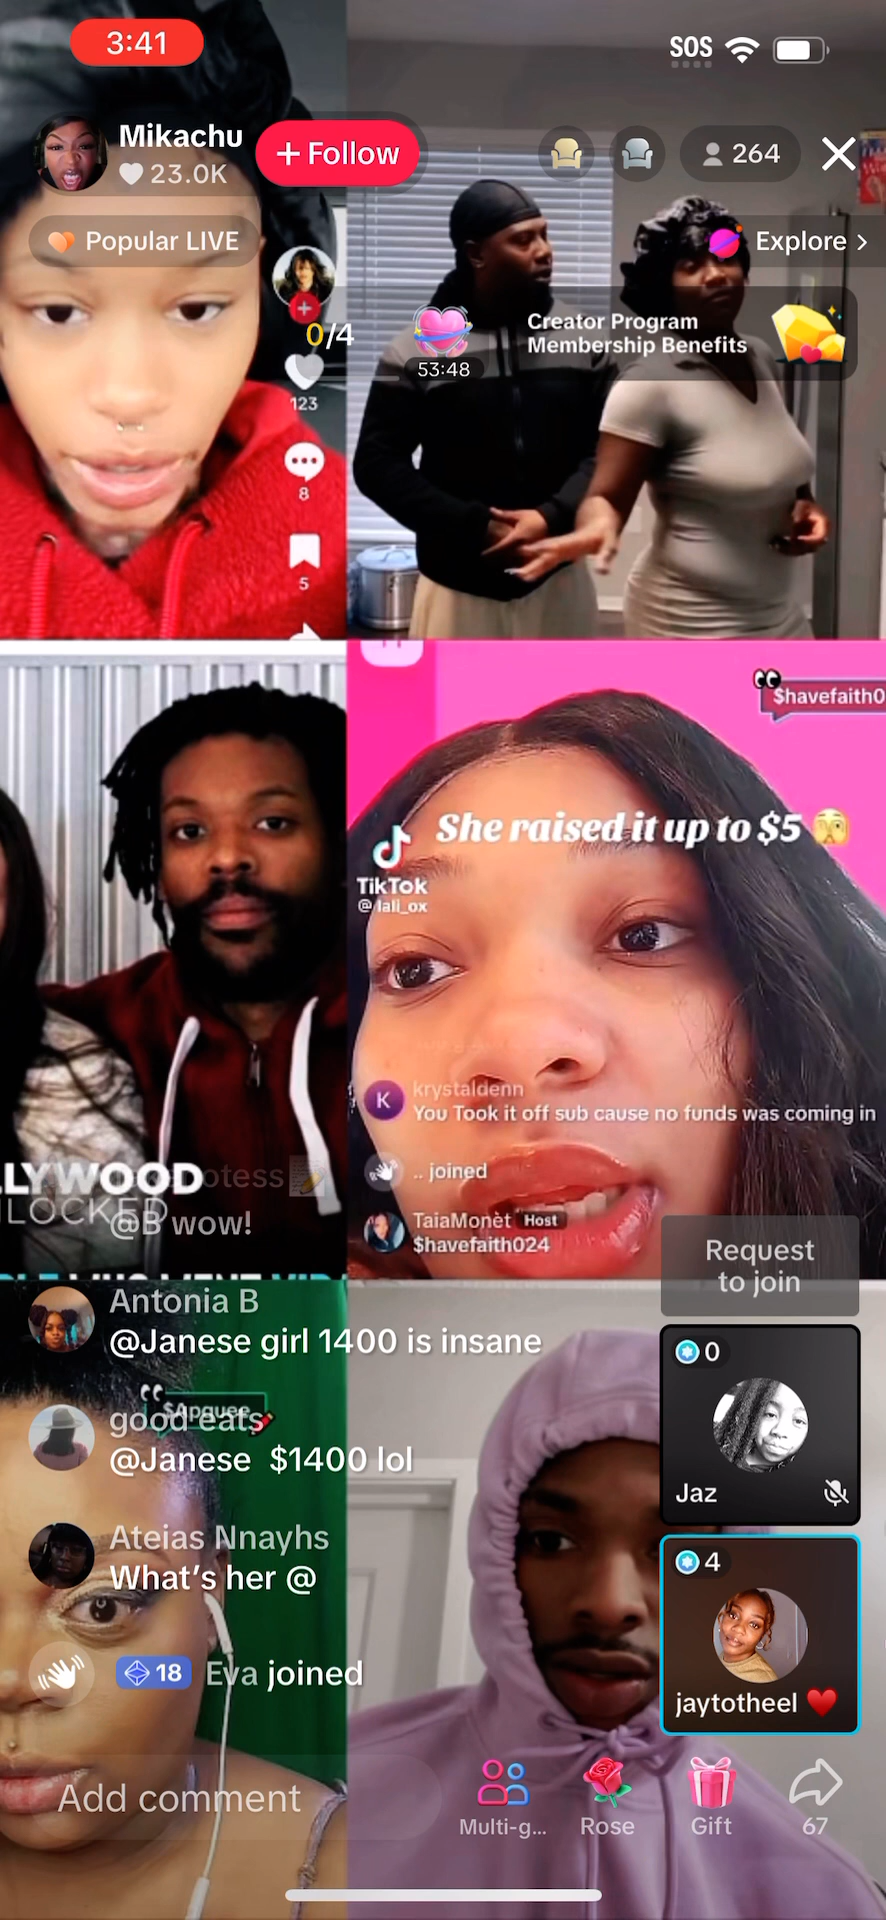 3:41
SOS
Mikachu
23.0K
+ Follow
264
Popular LIVE
Explore >
0/4
Creator Program
Membership Benefits
53:48
123
8
5
$havefaith0
She raised it up to $5
TikTok
@lali_ox
K
krystaldenn
You Took it off sub cause no funds was coming in
.. joined
TaiaMonèt Host
$havefaith024
LLYWOOD
NLOCKED
otess
@B wow!
Request
to join
Antonia B
@Janese girl 1400 is insane
$Apguee
good eats
@Janese $1400 lol
0
Jaz
Ateias Nnayhs
What's her @
4
jaytotheel
18 Eva joined
Add comment
Multi-g...
Rose
Gift
67